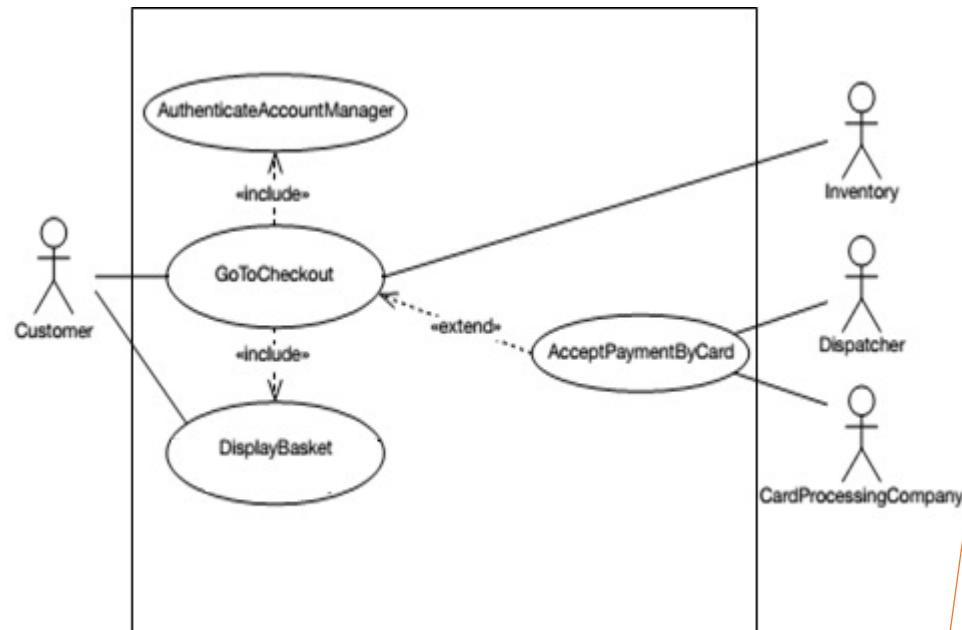 AuthenticateAccountManager
«include»
Inventory
GoToCheckout
Customer
«extend»
«include»
AcceptPaymentByCard
Dispatcher
DisplayBasket
CardProcessingCompany